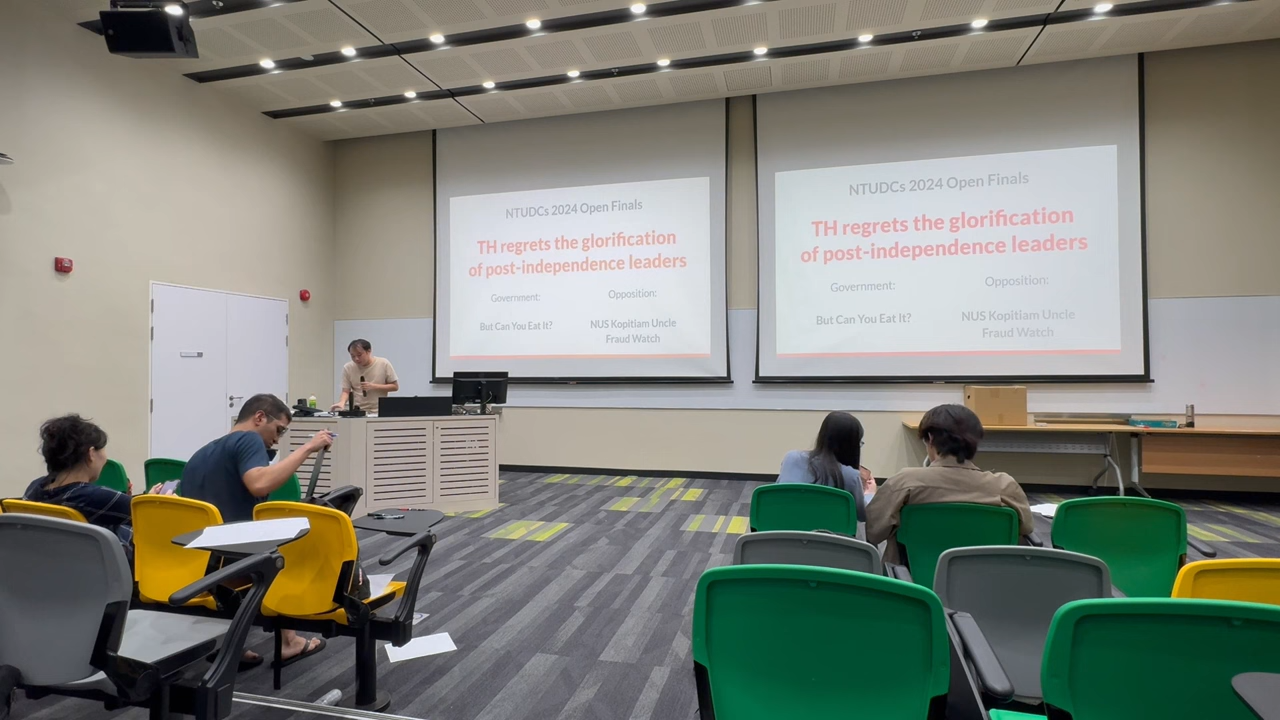 NTUDCs 2024 Open Finals
TH regrets the glorification
of post-independence leaders
Government:
Opposition:
But Can You Eat It?
NUS Kopitiam Uncle
Fraud Watch
NTUDCs 2024 Open Finals
TH regrets the glorification
of post-independence leaders
Government:
Opposition:
But Can You Eat It?
NUS Kopitiam Uncle
Fraud Watch